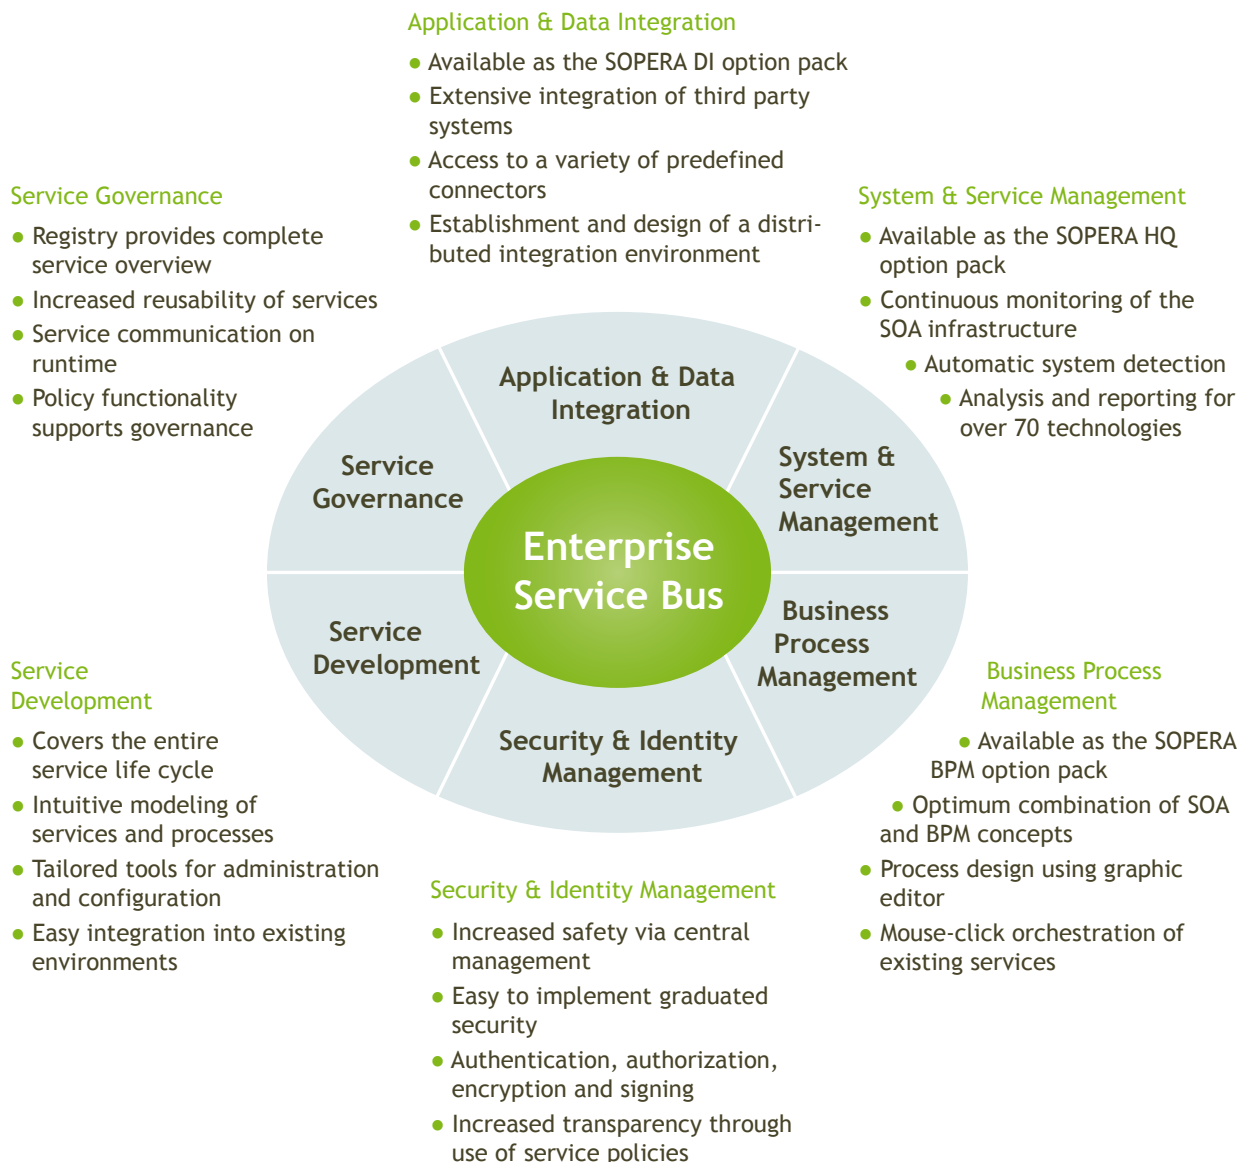 Application & Data Integration
● Available as the SOPERA DI option pack
● Extensive integration of third party
systems
● Access to a variety of predefined
connectors
● Establishment and design of a distri-
buted integration environment
Service Governance
● Registry provides complete
service overview
● Increased reusability of services
● Service communication on
runtime
● Policy functionality
supports governance
System & Service Management
● Available as the SOPERA HQ
option pack
● Continuous monitoring of the
SOA infrastructure
● Automatic system detection
● Analysis and reporting for
over 70 technologies
Application & Data
Integration
Service
Governance
System &
Service
Management
Enterprise
Service Bus
Service
Development
Business
Process
Management
Security & Identity
Management
Service
Development
● Covers the entire
service life cycle
● Intuitive modeling of
services and processes
● Tailored tools for administration
and configuration
● Easy integration into existing
environments
Business Process
Management
● Available as the SOPERA
BPM option pack
● Optimum combination of SOA
and BPM concepts
● Process design using graphic
editor
● Mouse-click orchestration of
existing services
Security & Identity Management
● Increased safety via central
management
● Easy to implement graduated
security
● Authentication, authorization,
encryption and signing
● Increased transparency through
use of service policies